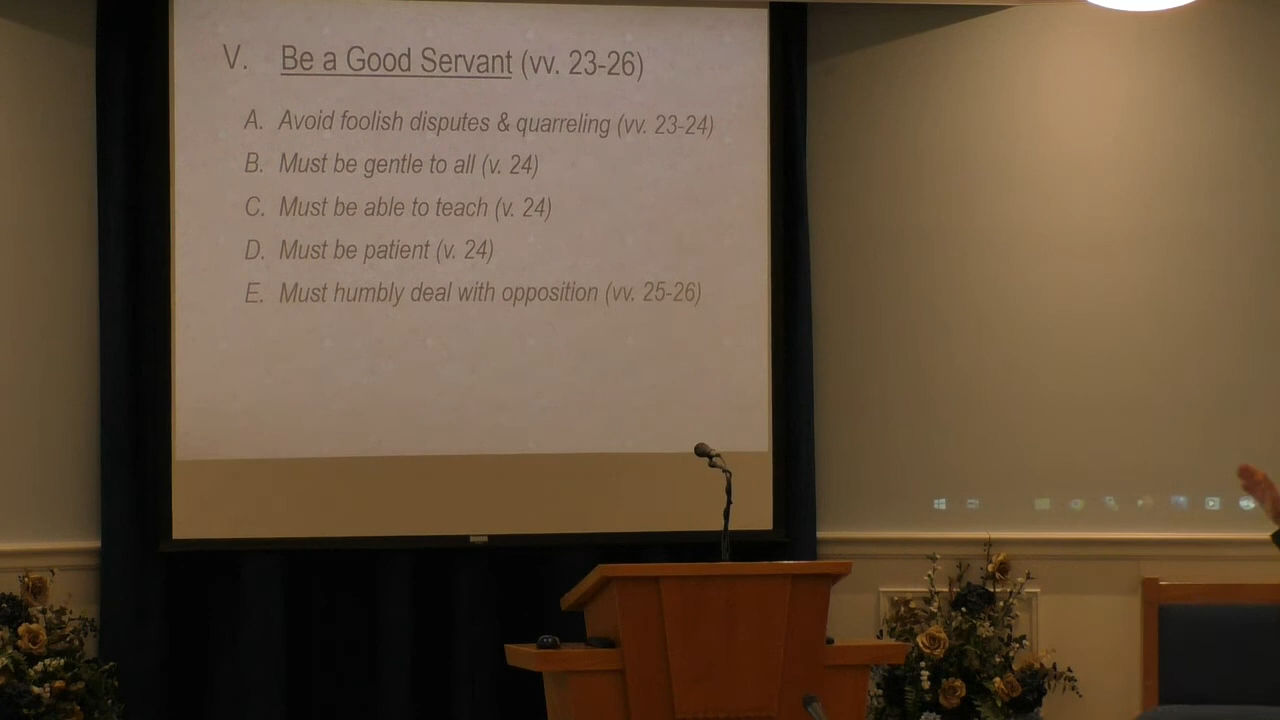 V. Be a Good Servant (vv. 23-26)
A. Avoid foolish disputes & quarreling (vv. 23-24)
B. Must be gentle to all (v. 24)
C. Must be able to teach (v. 24)
D. Must be patient (v. 24)
E. Must humbly deal with opposition (vv. 25-26)